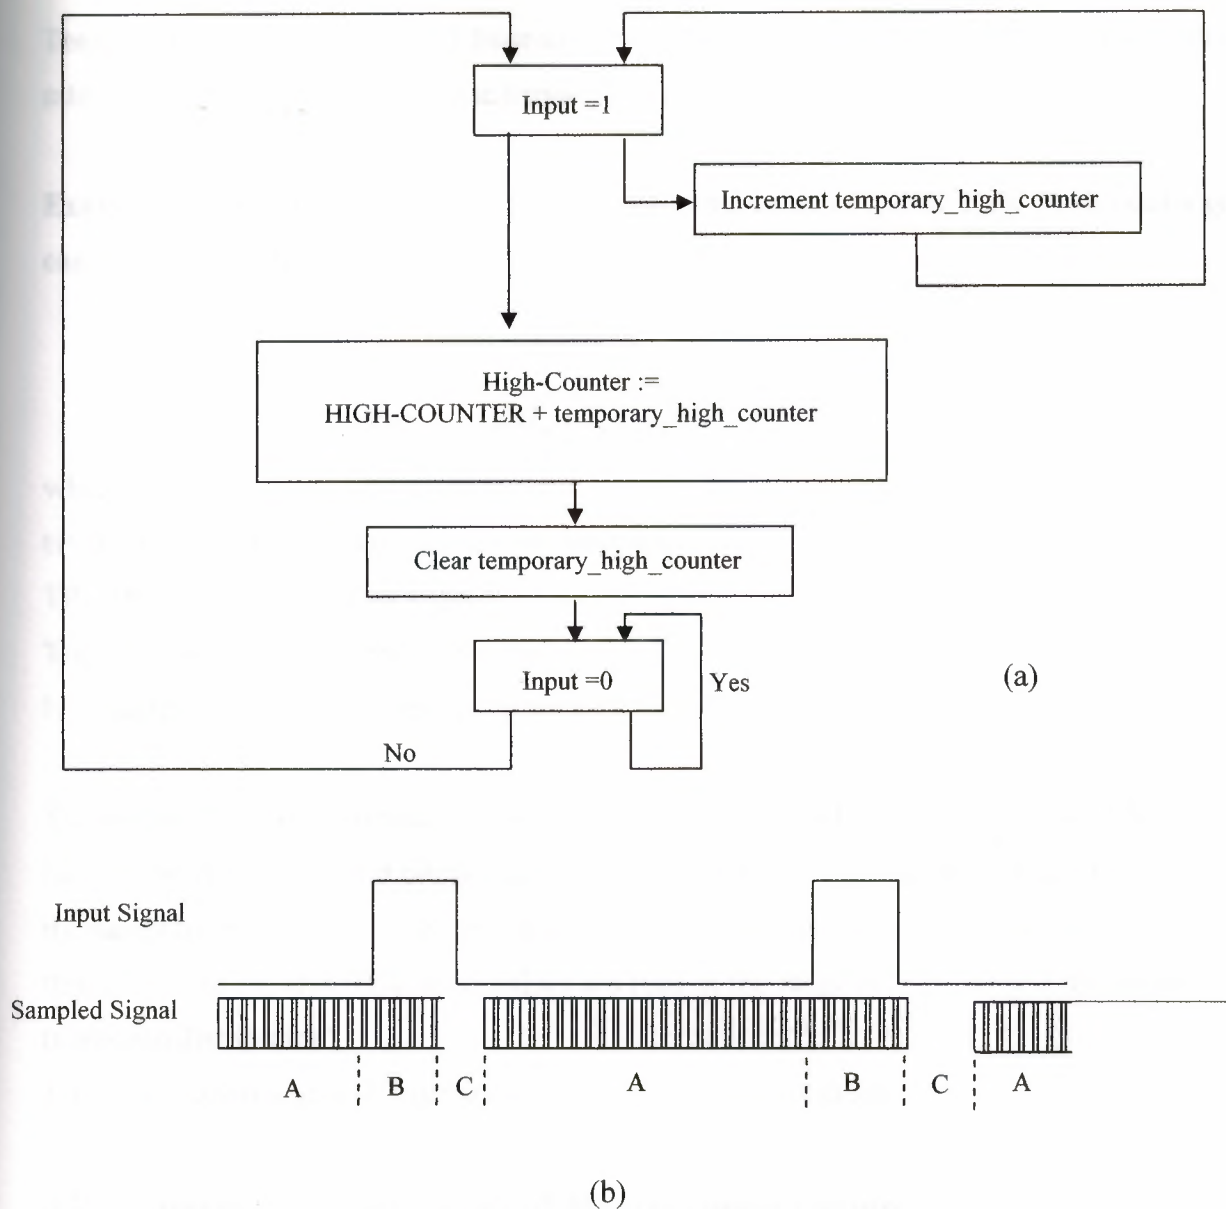 Input =1
Increment temporary_high_counter
High-Counter :=
HIGH-COUNTER + temporary_high_counter
Clear temporary_high_counter
Input =0
Yes
(a)
No
Input Signal
Sampled Signal
A
B
C
A
B
C
A
(b)